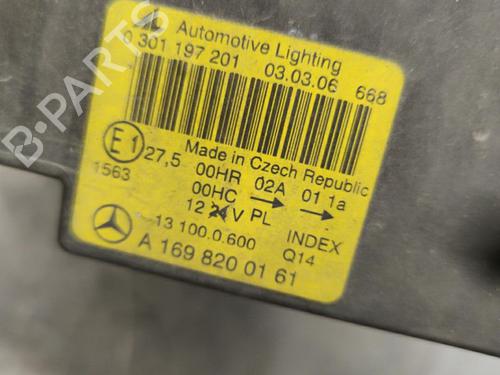 Automotive Lighting
0 301 197 201 03.03.06 668
Made in Czech Republic
E1 27,5 00HR 02A 01 1a
1563 00HC → →
12 V PL
13 100.0.600 INDEX
Q14
A 169 820 01 61
B-PARTS